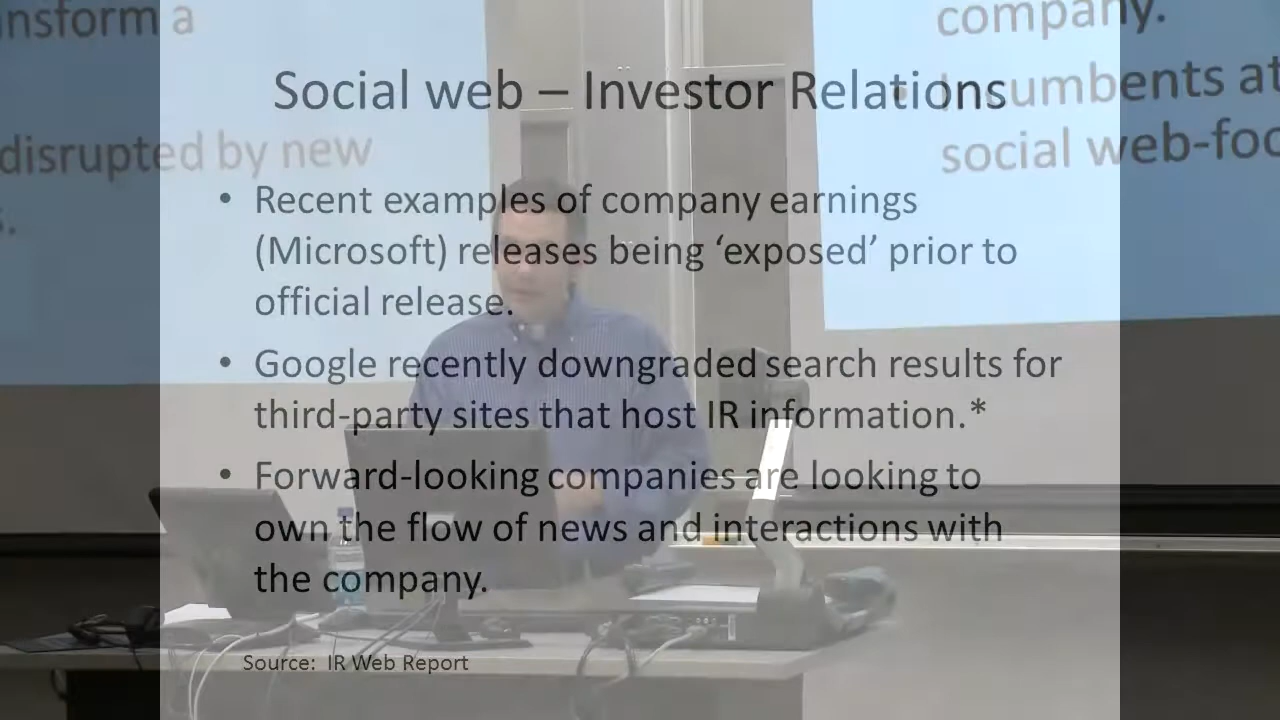 nsform a
company.
Social web – Investor Relations
Incumbents at
disrupted by new
social web-foc
Recent examples of company earnings
(Microsoft) releases being ‘exposed’ prior to
official release.
Google recently downgraded search results for
third-party sites that host IR information.*
Forward-looking companies are looking to
own the flow of news and interactions with
the company.
Source: IR Web Report